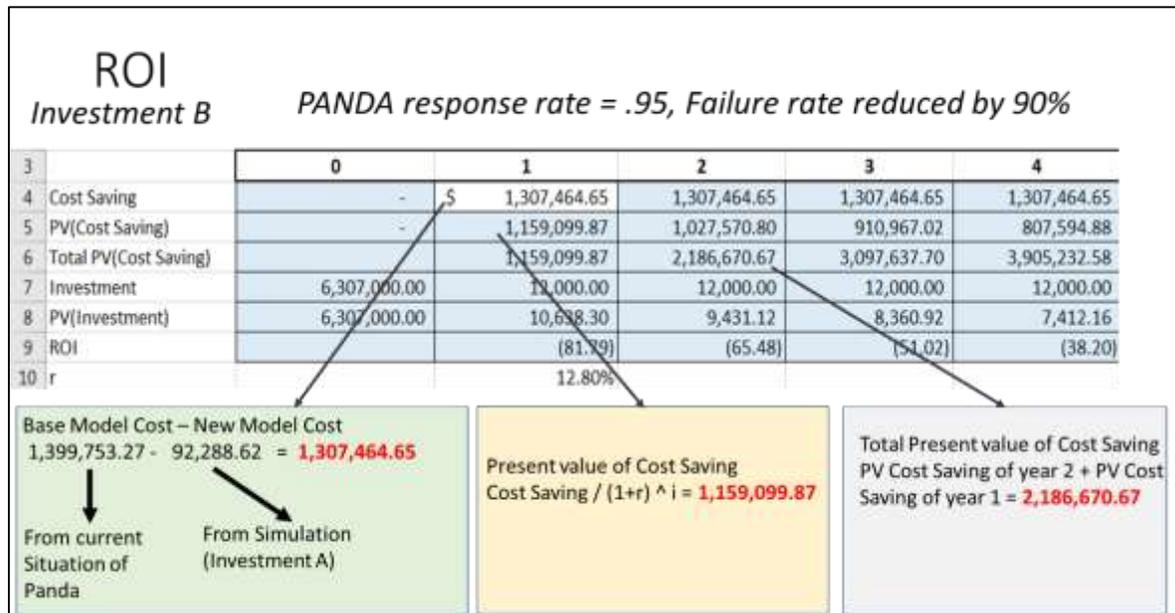 ROI
Investment B
PANDA response rate = .95, Failure rate reduced by 90%
3 0 1 2 3 4
4 Cost Saving - $ 1,307,464.65 1,307,464.65 1,307,464.65 1,307,464.65
5 PV(Cost Saving) - 1,159,099.87 1,027,570.80 910,967.02 807,594.88
6 Total PV(Cost Saving) 1,159,099.87 2,186,670.67 3,097,637.70 3,905,232.58
7 Investment 6,307,000.00 12,000.00 12,000.00 12,000.00 12,000.00
8 PV(Investment) 6,307,000.00 10,638.30 9,431.12 8,360.92 7,412.16
9 ROI (81.79) (65.48) (51.02) (38.20)
10 r 12.80%
Base Model Cost – New Model Cost
1,399,753.27 - 92,288.62 = 1,307,464.65
From current
Situation of
Panda
From Simulation
(Investment A)
Present value of Cost Saving
Cost Saving / (1+r) ^ i = 1,159,099.87
Total Present value of Cost Saving
PV Cost Saving of year 2 + PV Cost
Saving of year 1 = 2,186,670.67